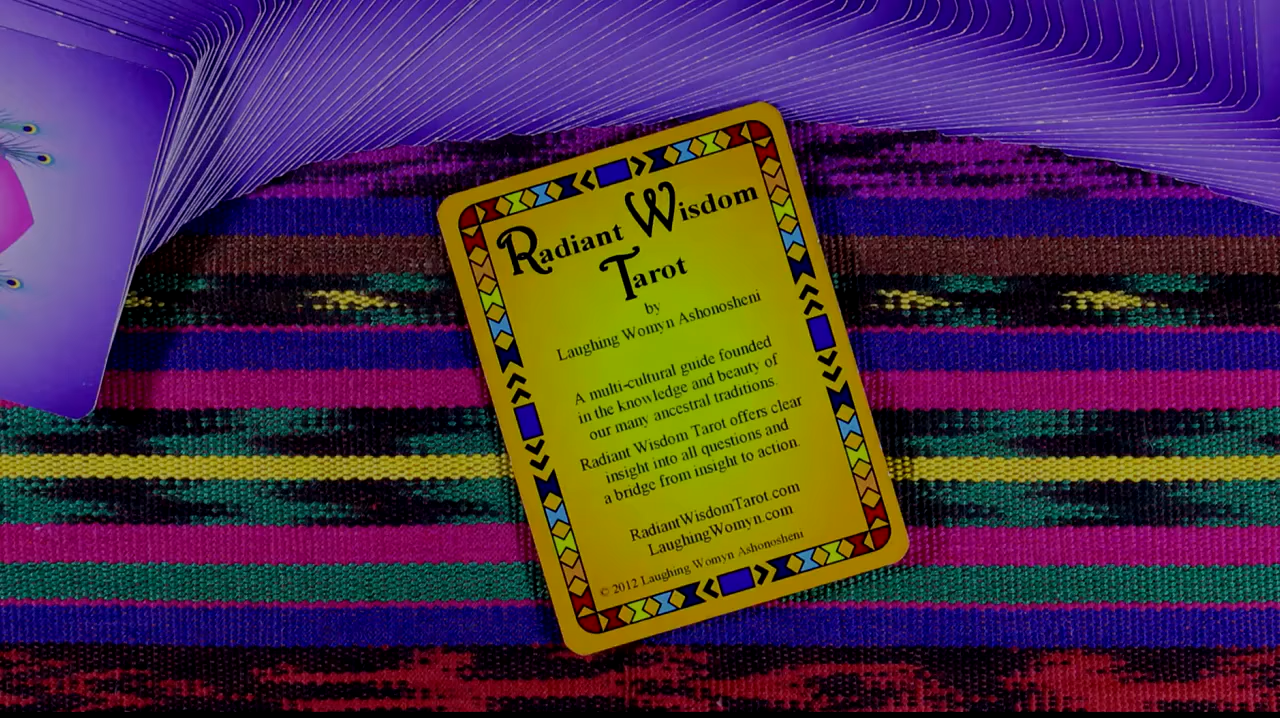 Radiant Wisdom
Tarot
by
Laughing Womyn Ashonosheni
A multi-cultural guide founded
in the knowledge and beauty of
our many ancestral traditions.
Radiant Wisdom Tarot offers clear
insight into all questions and
a bridge from insight to action.
RadiantWisdomTarot.com
LaughingWomyn.com
© 2012 Laughing Womyn Ashonosheni